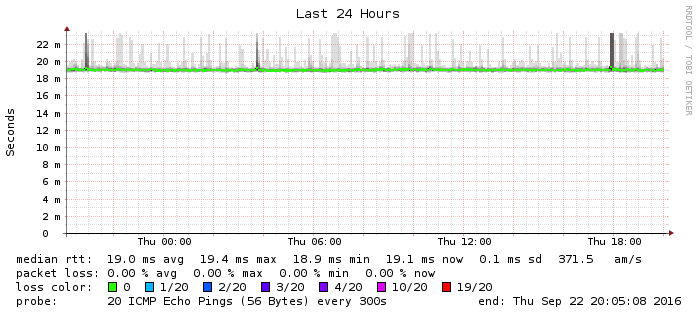 Last 24 Hours
RRDTOOL / TOBI OETIKER
Seconds
22 m
20 m
18 m
16 m
14 m
12 m
10 m
8 m
6 m
4 m
2 m
0
Thu 00:00 Thu 06:00 Thu 12:00 Thu 18:00
median rtt: 19.0 ms avg 19.4 ms max 18.9 ms min 19.1 ms now 0.1 ms sd 371.5 am/s
packet loss: 0.00 % avg 0.00 % max 0.00 % min 0.00 % now
loss color: 0 1/20 2/20 3/20 4/20 10/20 19/20
probe: 20 ICMP Echo Pings (56 Bytes) every 300s end: Thu Sep 22 20:05:08 2016